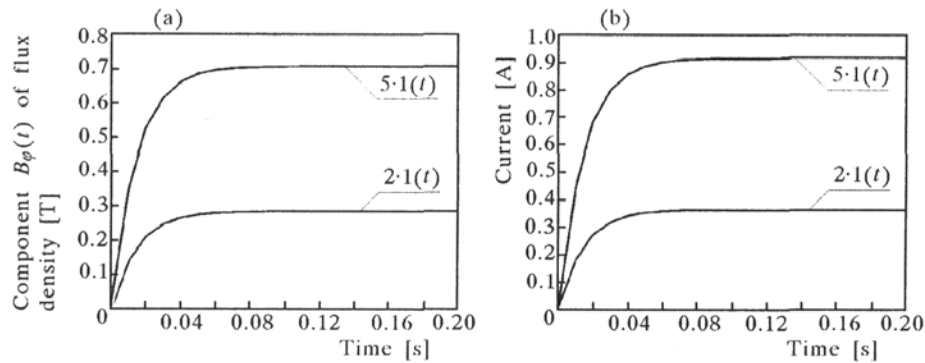 (a)
Component Bφ(t) of flux
density [T]
0.8
0.7
0.6
0.5
0.4
0.3
0.2
0.1
0
5·1(t)
2·1(t)
0.04
0.08
0.12
0.16
0.20
Time [s]
(b)
Current [A]
1.0
0.9
0.8
0.7
0.6
0.5
0.4
0.3
0.2
0.1
0
5·1(t)
2·1(t)
0.04
0.08
0.12
0.16
0.20
Time [s]